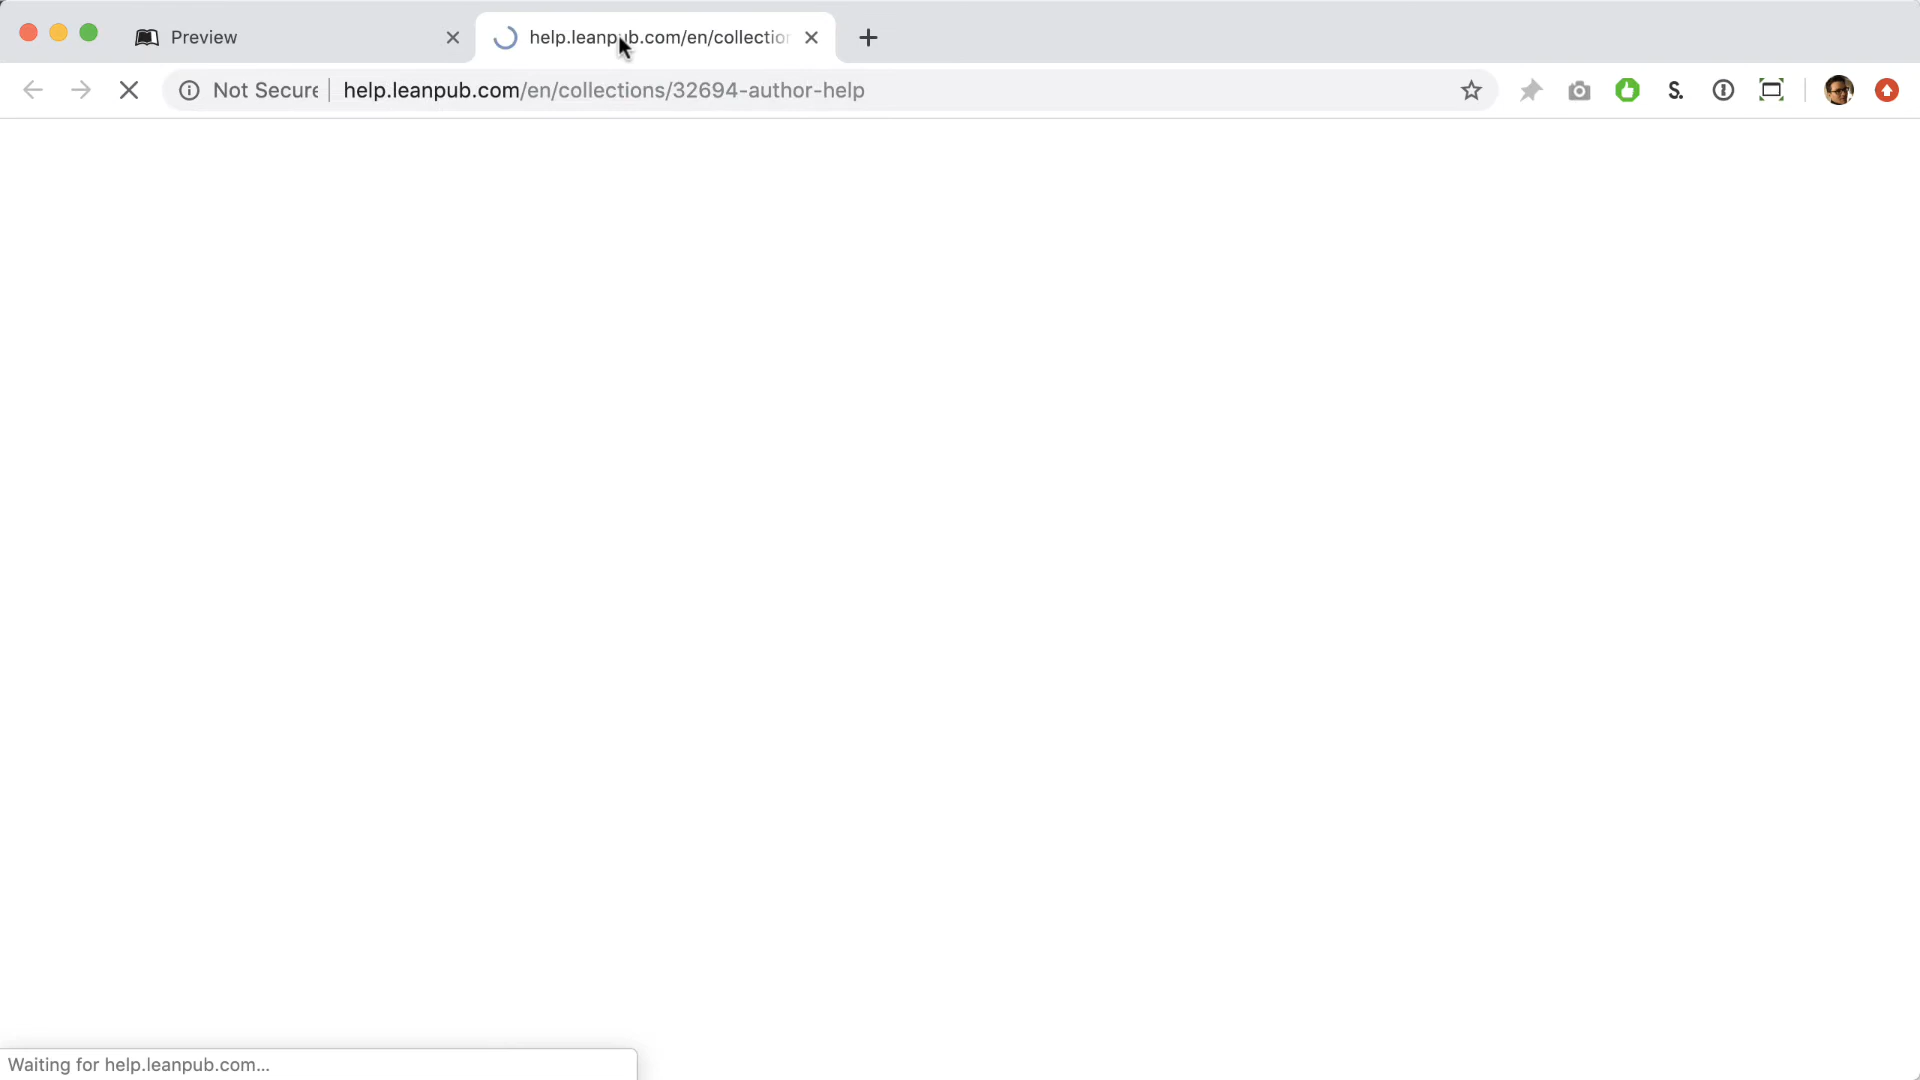 Preview
help.leanpub.com/en/collection
Not Secure
help.leanpub.com/en/collections/32694-author-help
S.
Waiting for help.leanpub.com...